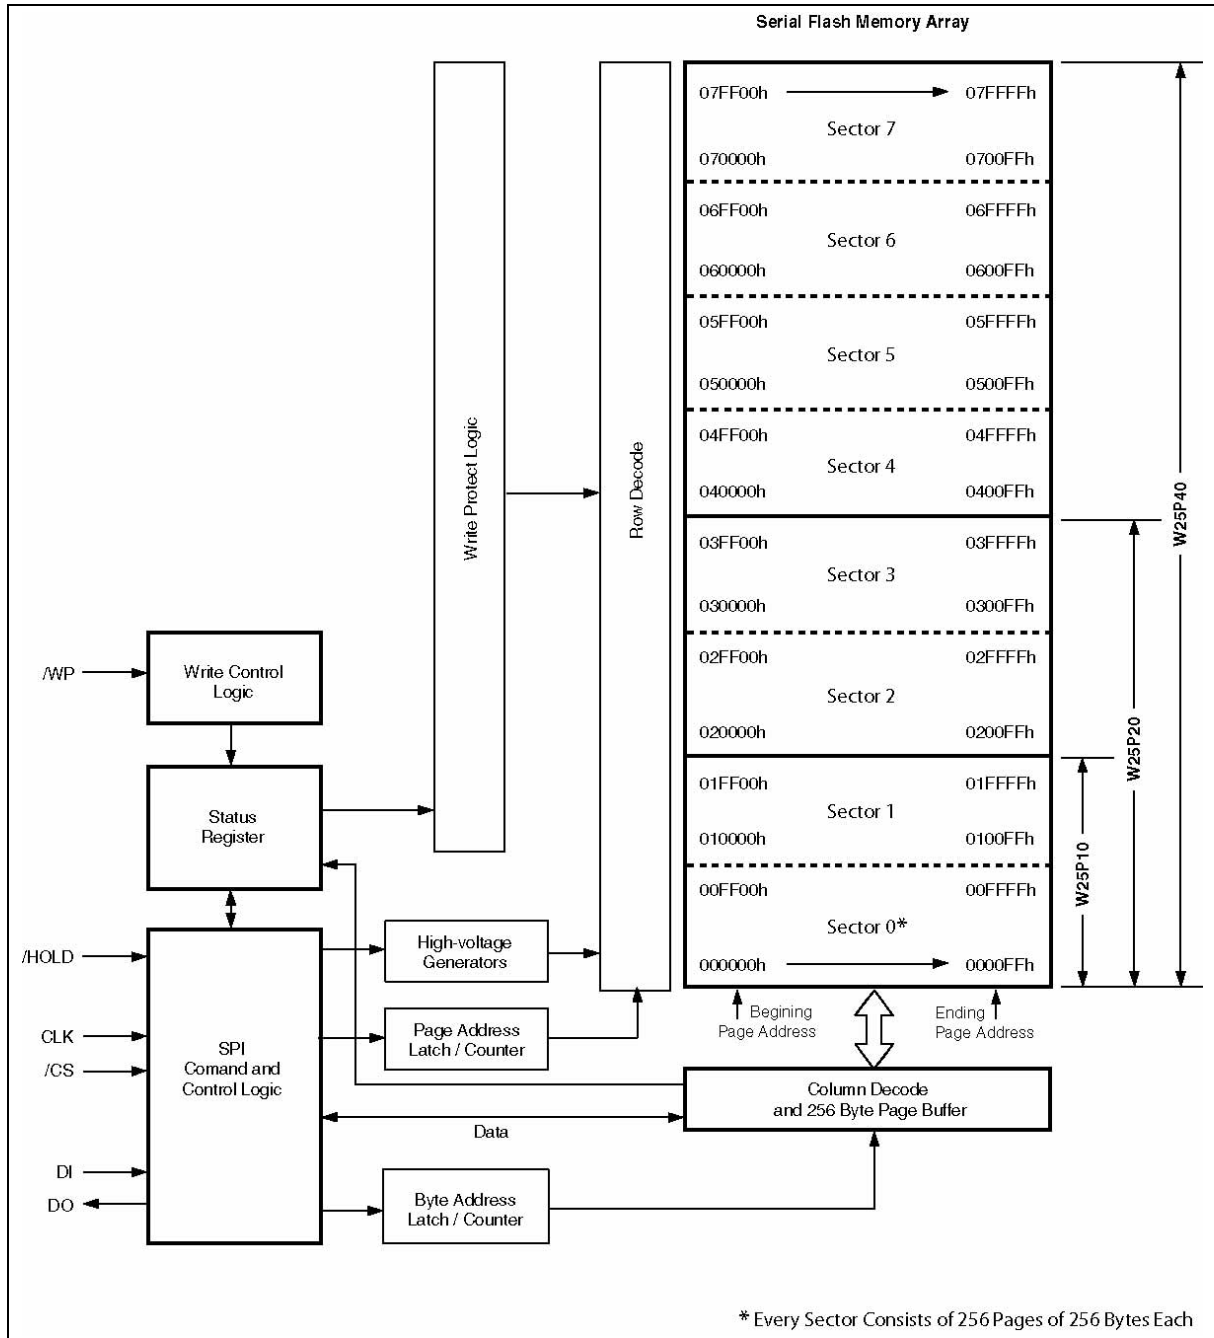 Serial Flash Memory Array
07FF00h 07FFFFh
Sector 7
070000h 0700FFh
06FF00h 06FFFFh
Sector 6
060000h 0600FFh
05FF00h 05FFFFh
Sector 5
050000h 0500FFh
04FF00h 04FFFFh
Sector 4
040000h 0400FFh
03FF00h 03FFFFh
Sector 3
030000h 0300FFh
02FF00h 02FFFFh
Sector 2
020000h 0200FFh
01FF00h 01FFFFh
Sector 1
010000h 0100FFh
00FF00h 00FFFFh
Sector 0*
000000h 0000FFh
W25P40
W25P20
W25P10
Write Protect Logic
Row Decode
/WP
Write Control
Logic
Status
Register
/HOLD
CLK
/CS
DI
DO
SPI
Comand and
Control Logic
High-voltage
Generators
Page Address
Latch / Counter
Begining
Page Address
Ending
Page Address
Column Decode
and 256 Byte Page Buffer
Data
Byte Address
Latch / Counter
* Every Sector Consists of 256 Pages of 256 Bytes Each